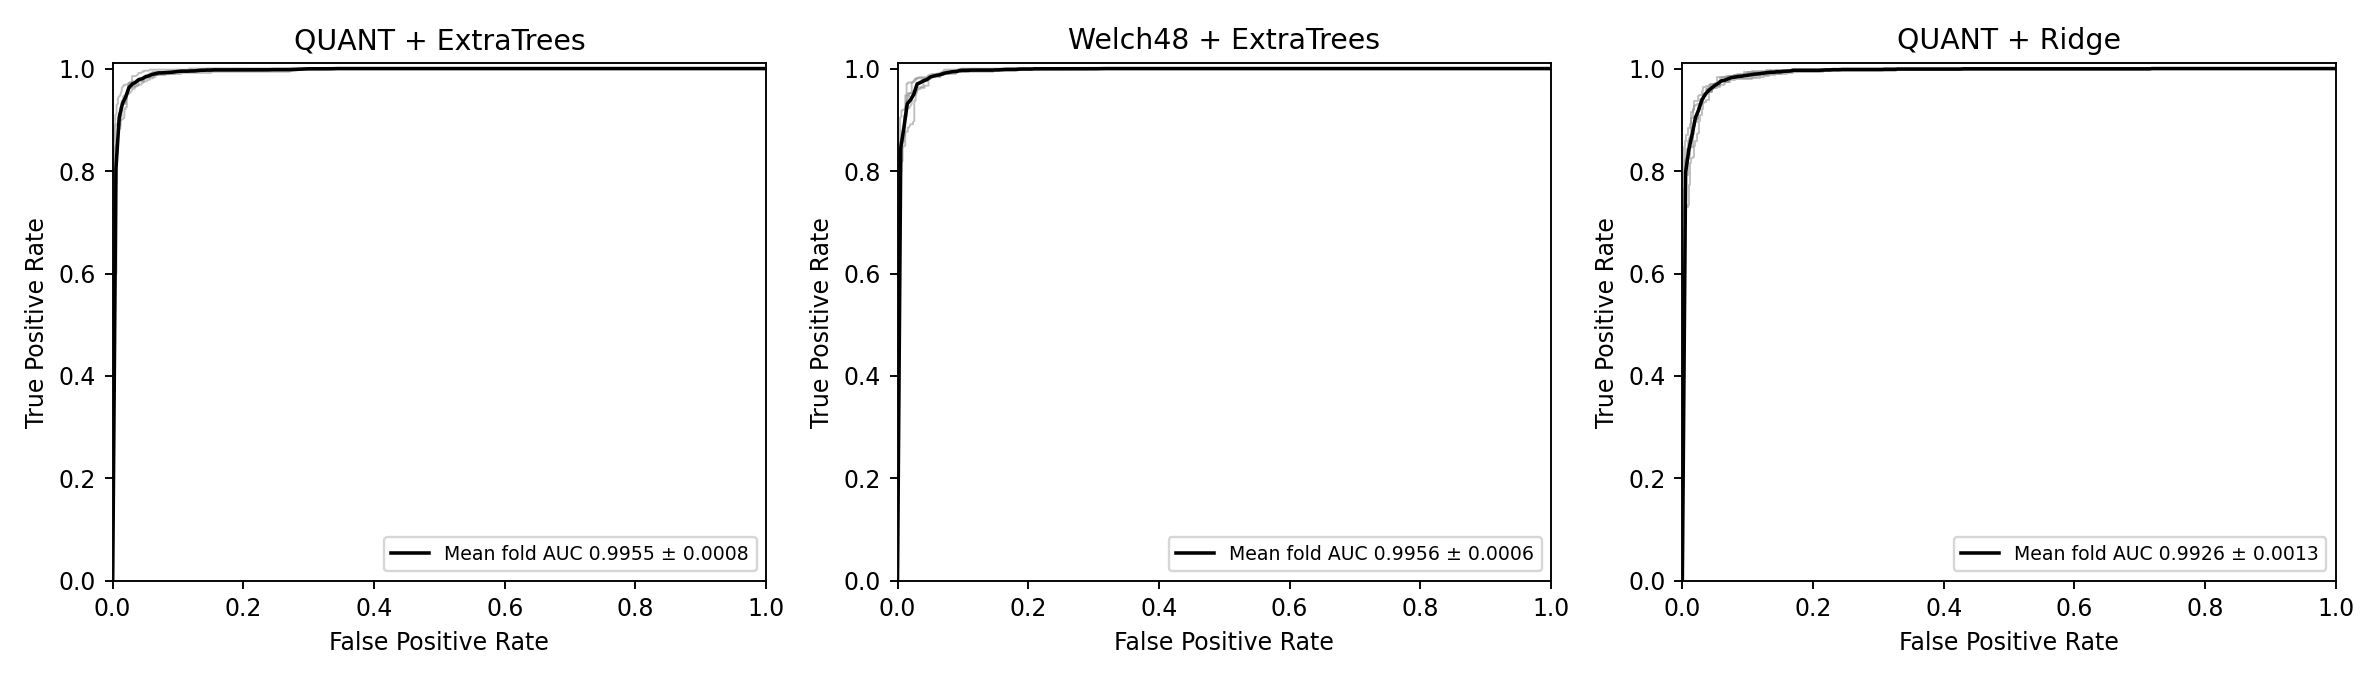 QUANT + ExtraTrees
1.0
0.8
0.6
0.4
0.2
0.0
True Positive Rate
Mean fold AUC 0.9955 ± 0.0008
0.0 0.2 0.4 0.6 0.8 1.0
False Positive Rate
Welch48 + ExtraTrees
1.0
0.8
0.6
0.4
0.2
0.0
True Positive Rate
Mean fold AUC 0.9956 ± 0.0006
0.0 0.2 0.4 0.6 0.8 1.0
False Positive Rate
QUANT + Ridge
1.0
0.8
0.6
0.4
0.2
0.0
True Positive Rate
Mean fold AUC 0.9926 ± 0.0013
0.0 0.2 0.4 0.6 0.8 1.0
False Positive Rate